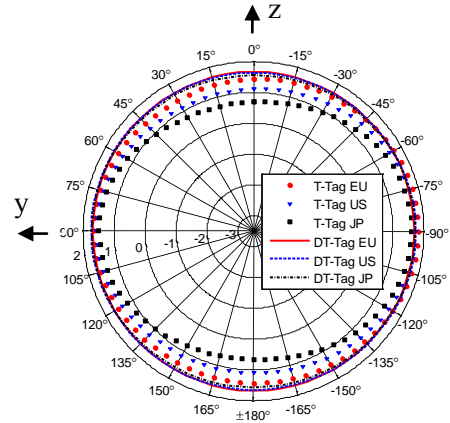 z
0°
15°
-15°
30°
-30°
45°
-45°
60°
-60°
75°
-75°
y
90°
-90°
2 1 0 -1 -2 -3
105°
-105°
120°
-120°
135°
-135°
150°
-150°
165°
-165°
±180°
T-Tag EU
T-Tag US
T-Tag JP
DT-Tag EU
DT-Tag US
DT-Tag JP